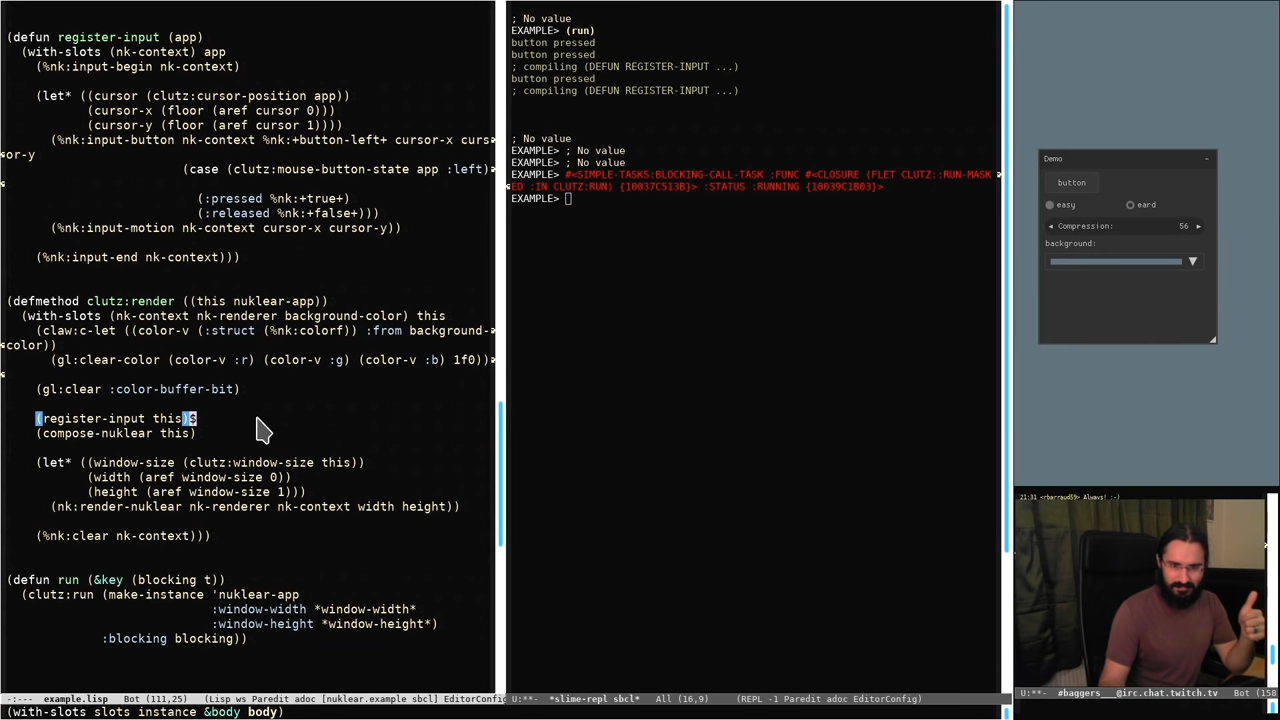 (defun register-input (app)
  (with-slots (nk-context) app
    (%nk:input-begin nk-context)
    (let* ((cursor (clutz:cursor-position app))
           (cursor-x (floor (aref cursor 0)))
           (cursor-y (floor (aref cursor 1))))
      (%nk:input-button nk-context %nk:+button-left+ cursor-x curs
or-y
                        (case (clutz:mouse-button-state app :left)
                          (:pressed %nk:+true+)
                          (:released %nk:+false+)))
      (%nk:input-motion nk-context cursor-x cursor-y))
    (%nk:input-end nk-context)))
(defmethod clutz:render ((this nuklear-app))
  (with-slots (nk-context nk-renderer background-color) this
    (claw:c-let ((color-v (:struct (%nk:colorf)) :from background-
color))
      (gl:clear-color (color-v :r) (color-v :g) (color-v :b) 1f0))
    (gl:clear :color-buffer-bit)
    (register-input this)$
    (compose-nuklear this)
    (let* ((window-size (clutz:window-size this))
           (width (aref window-size 0))
           (height (aref window-size 1)))
      (nk:render-nuklear nk-renderer nk-context width height))
    (%nk:clear nk-context)))
(defun run (&key (blocking t))
  (clutz:run (make-instance 'nuklear-app
                            :window-width *window-width*
                            :window-height *window-height*)
             :blocking blocking))
-:---  example.lisp   Bot (111,25)   (Lisp ws Paredit adoc [nuklear.example sbcl] EditorConfi
(with-slots slots instance &body body)
; No value
EXAMPLE> (run)
button pressed
button pressed
; compiling (DEFUN REGISTER-INPUT ...)
button pressed
; compiling (DEFUN REGISTER-INPUT ...)
; No value
EXAMPLE> ; No value
EXAMPLE> ; No value
EXAMPLE> #<SIMPLE-TASKS:BLOCKING-CALL-TASK :FUNC #<CLOSURE (FLET CLUTZ::RUN-MASK
ED :IN CLUTZ:RUN) {10037C513B}> :STATUS :RUNNING {10039C1B03}>
EXAMPLE>
U:**-  *slime-repl sbcl*   All (16,9)   (REPL -1 Paredit adoc EditorConfig)
Demo
button
easy
eard
Compression: 56
background:
21:31 <rbarraud59> Always! :-)
U:**-  #baggers___@irc.chat.twitch.tv   Bot (158